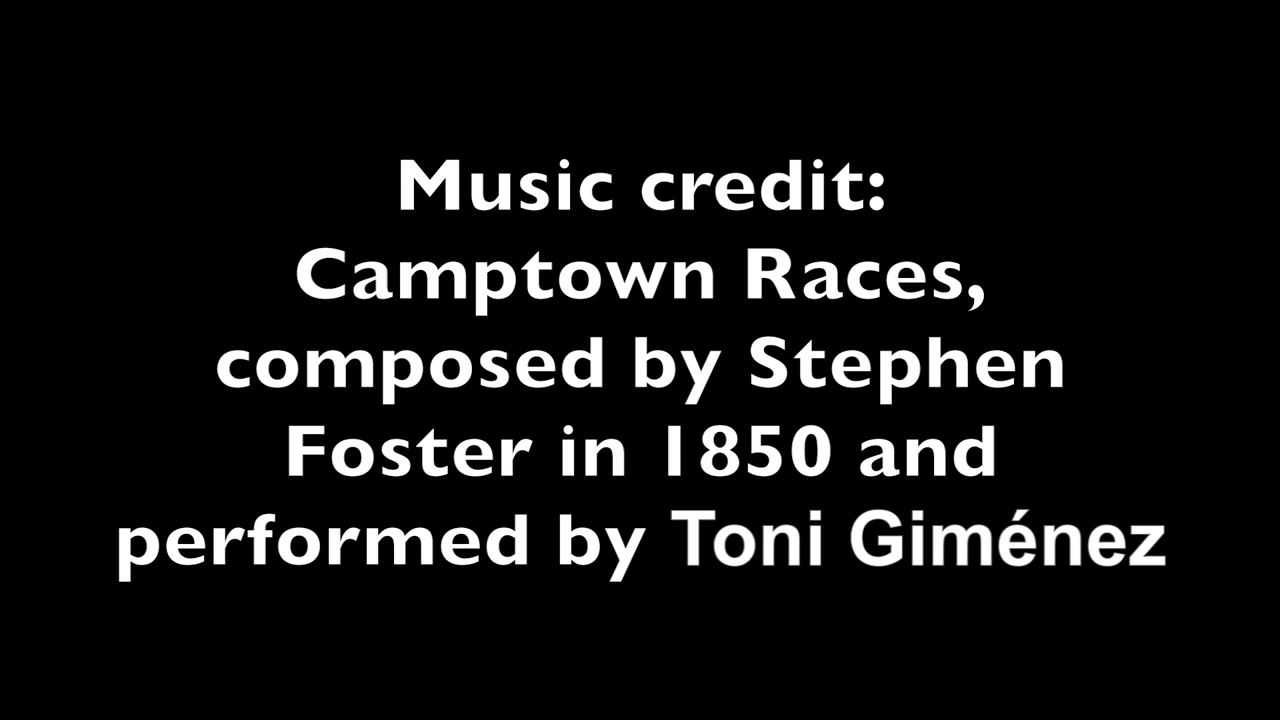 Music credit:
Camptown Races,
composed by Stephen
Foster in 1850 and
performed by Toni Giménez